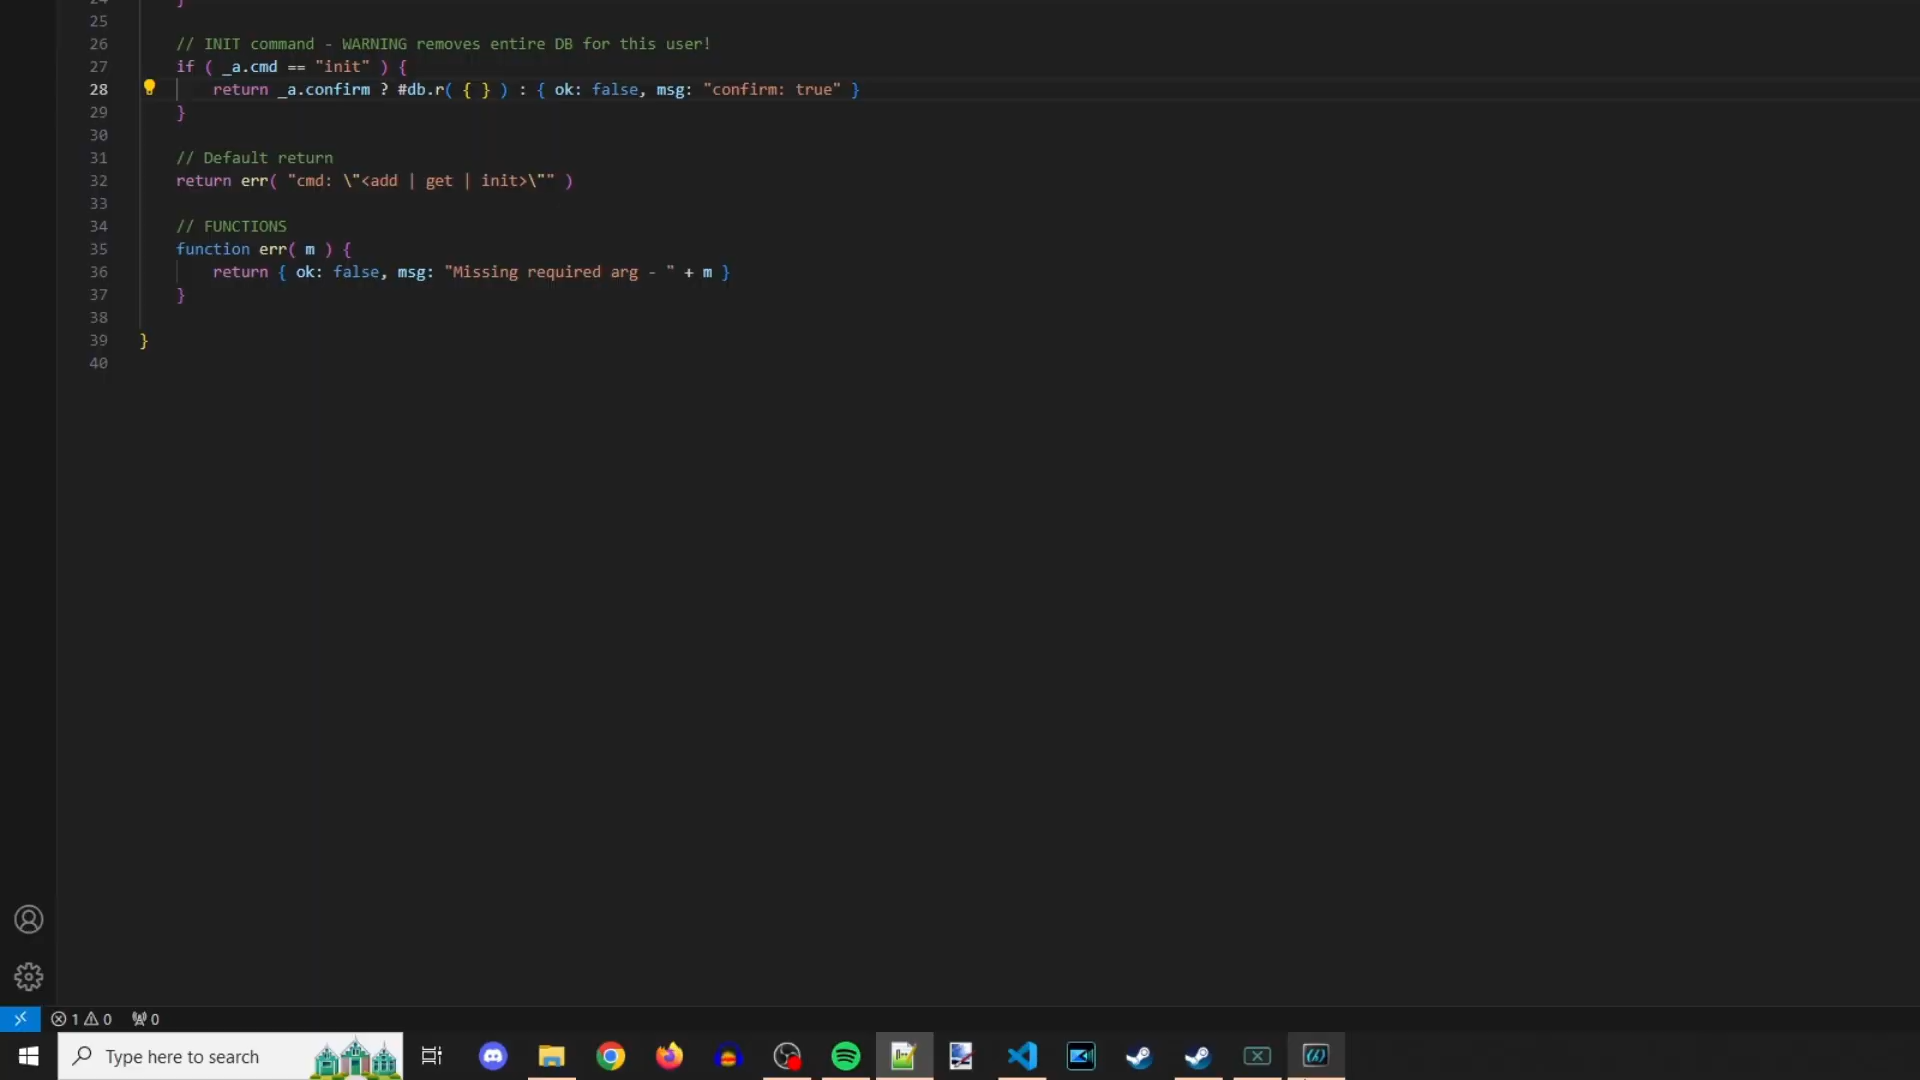 24 }
25
26 // INIT command - WARNING removes entire DB for this user!
27 if ( _a.cmd == "init" ) {
28 return _a.confirm ? #db.r( { } ) : { ok: false, msg: "confirm: true" }
29 }
30
31 // Default return
32 return err( "cmd: \"<add | get | init>\"" )
33
34 // FUNCTIONS
35 function err( m ) {
36 return { ok: false, msg: "Missing required arg - " + m }
37 }
38
39 }
40
1 0 0
Type here to search